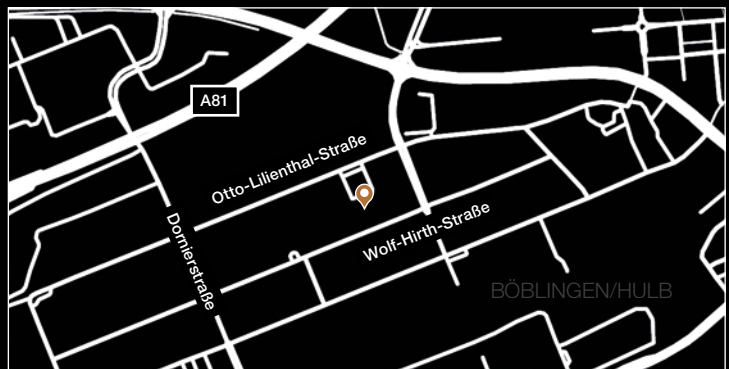 A81
Otto-Lilienthal-Straße
Dornierstraße
Wolf-Hirth-Straße
BÖBLINGEN/HULB